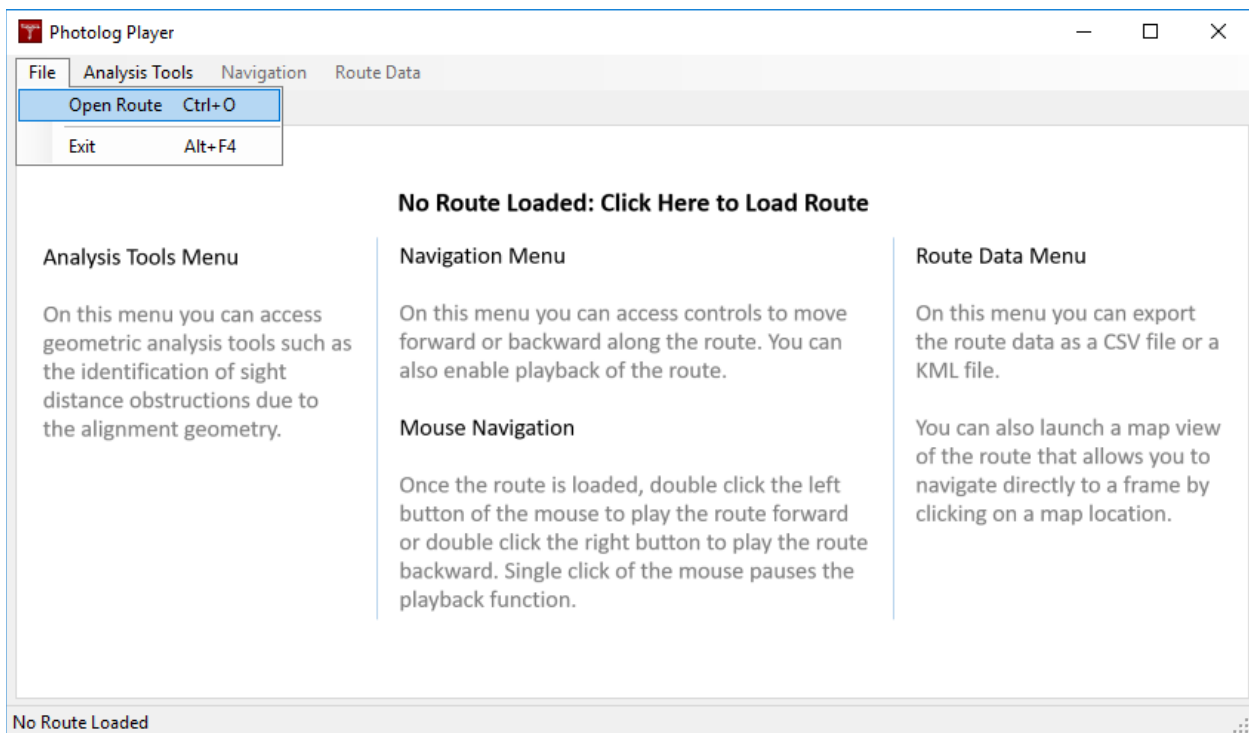 Photolog Player
File Analysis Tools Navigation Route Data
Open Route Ctrl+O
Exit Alt+F4
No Route Loaded: Click Here to Load Route
Analysis Tools Menu
On this menu you can access
geometric analysis tools such as
the identification of sight
distance obstructions due to
the alignment geometry.
Navigation Menu
On this menu you can access controls to move
forward or backward along the route. You can
also enable playback of the route.
Mouse Navigation
Once the route is loaded, double click the left
button of the mouse to play the route forward
or double click the right button to play the route
backward. Single click of the mouse pauses the
playback function.
Route Data Menu
On this menu you can export
the route data as a CSV file or a
KML file.
You can also launch a map view
of the route that allows you to
navigate directly to a frame by
clicking on a map location.
No Route Loaded